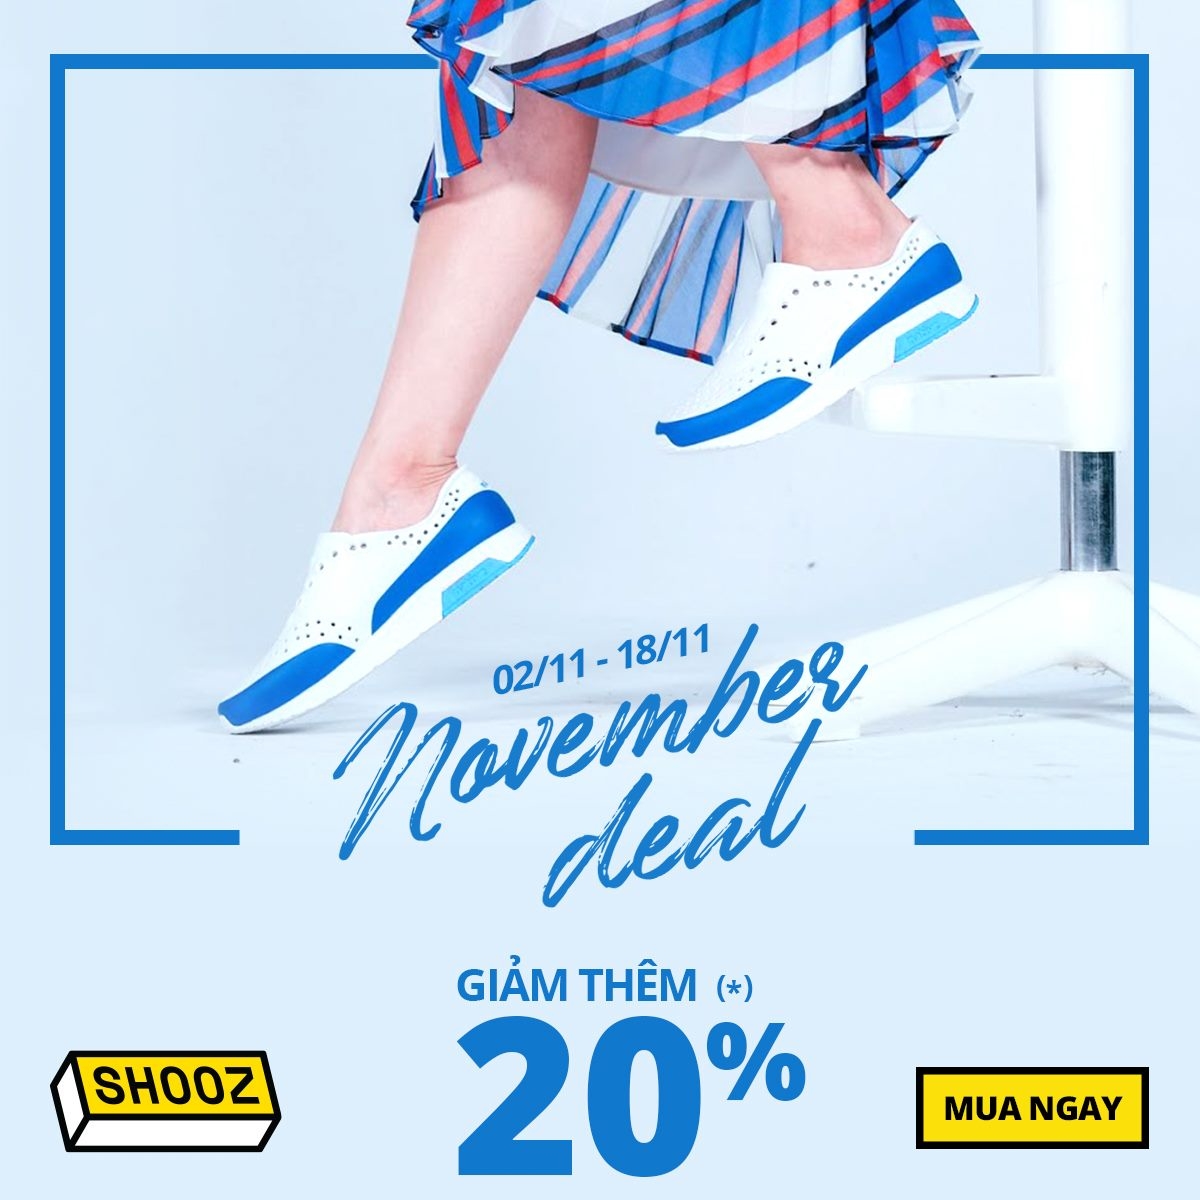 02/11 - 18/11
November
deal
GIẢM THÊM (*)
20%
SHOOZ
MUA NGAY